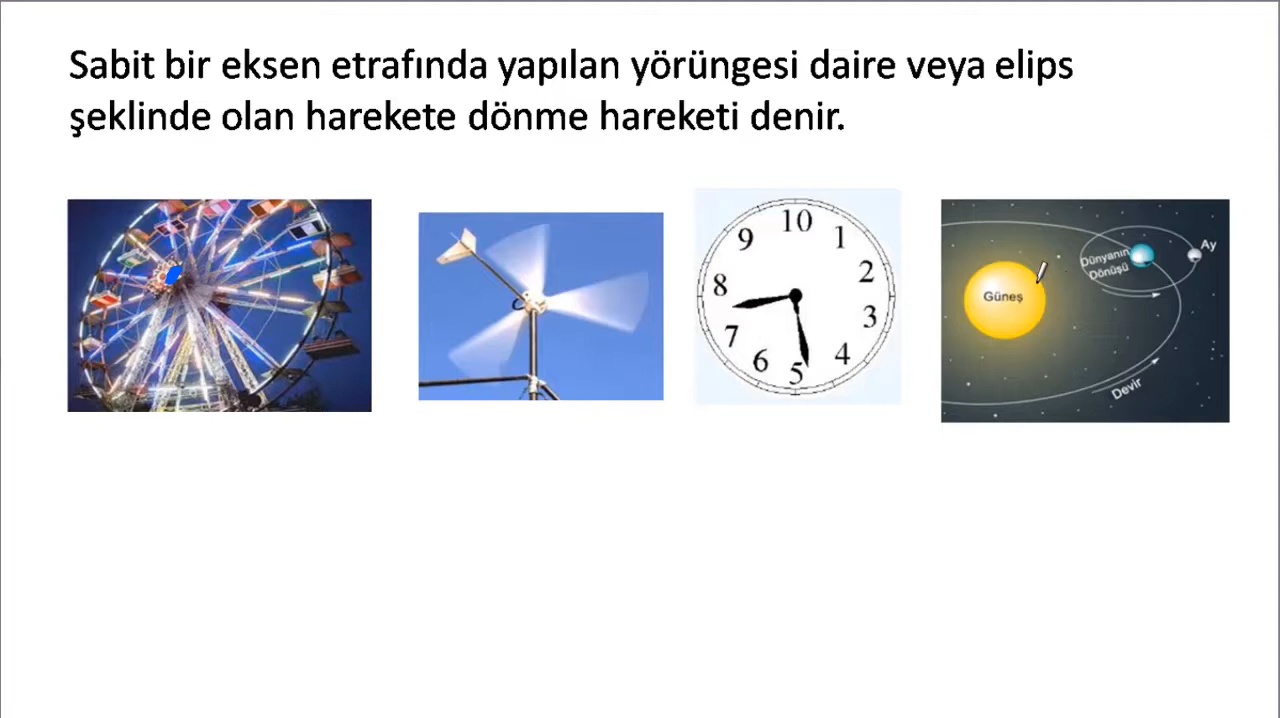 Sabit bir eksen etrafında yapılan yörüngesi daire veya elips
şeklinde olan harekete dönme hareketi denir.
10
9
1
8
2
7
3
6
5
4
Güneş
Dünyanın
Dönüşü
Ay
Devir